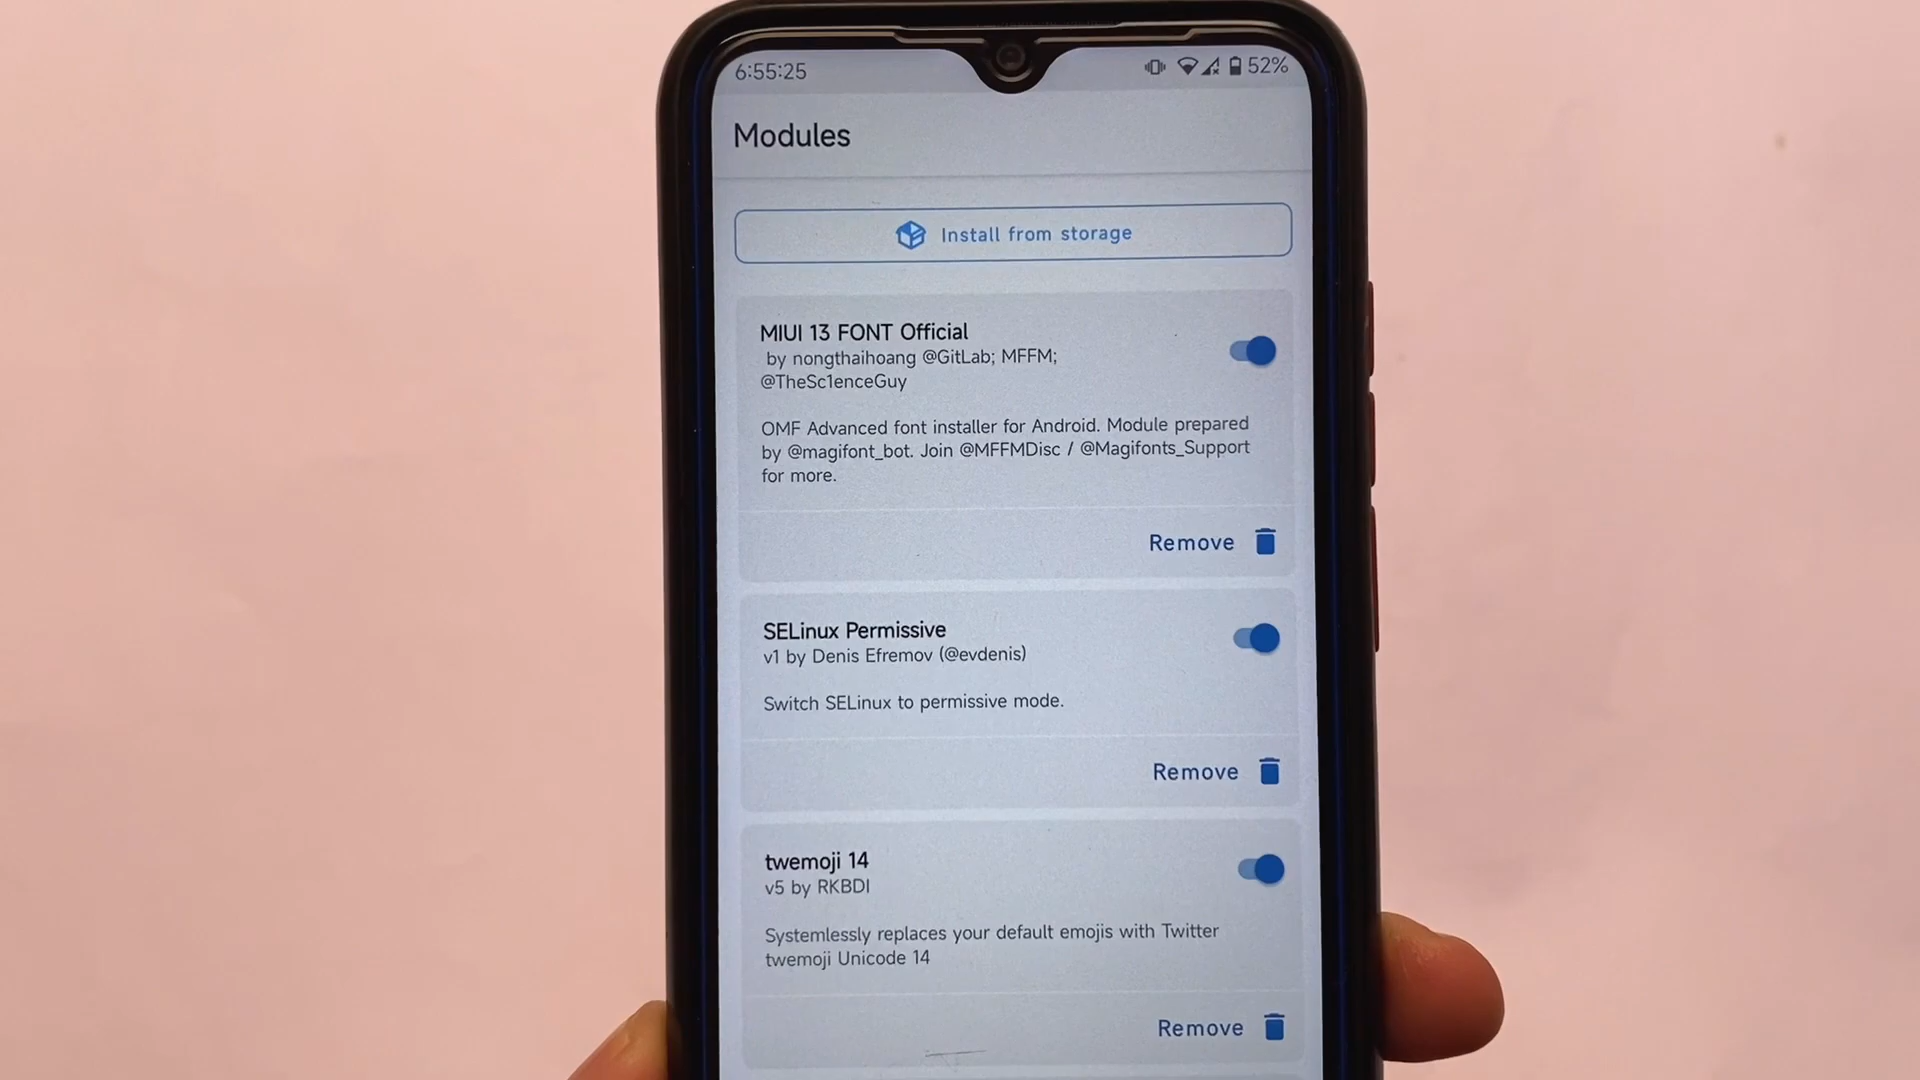 6:55:25
52%
Modules
Install from storage
MIUI 13 FONT Official
by nongthaihoang @GitLab; MFFM;
@TheSc1enceGuy
OMF Advanced font installer for Android. Module prepared
by @magifont_bot. Join @MFFMDisc / @Magifonts_Support
for more.
Remove
SELinux Permissive
v1 by Denis Efremov (@evdenis)
Switch SELinux to permissive mode.
Remove
twemoji 14
v5 by RKBDI
Systemlessly replaces your default emojis with Twitter
twemoji Unicode 14
Remove